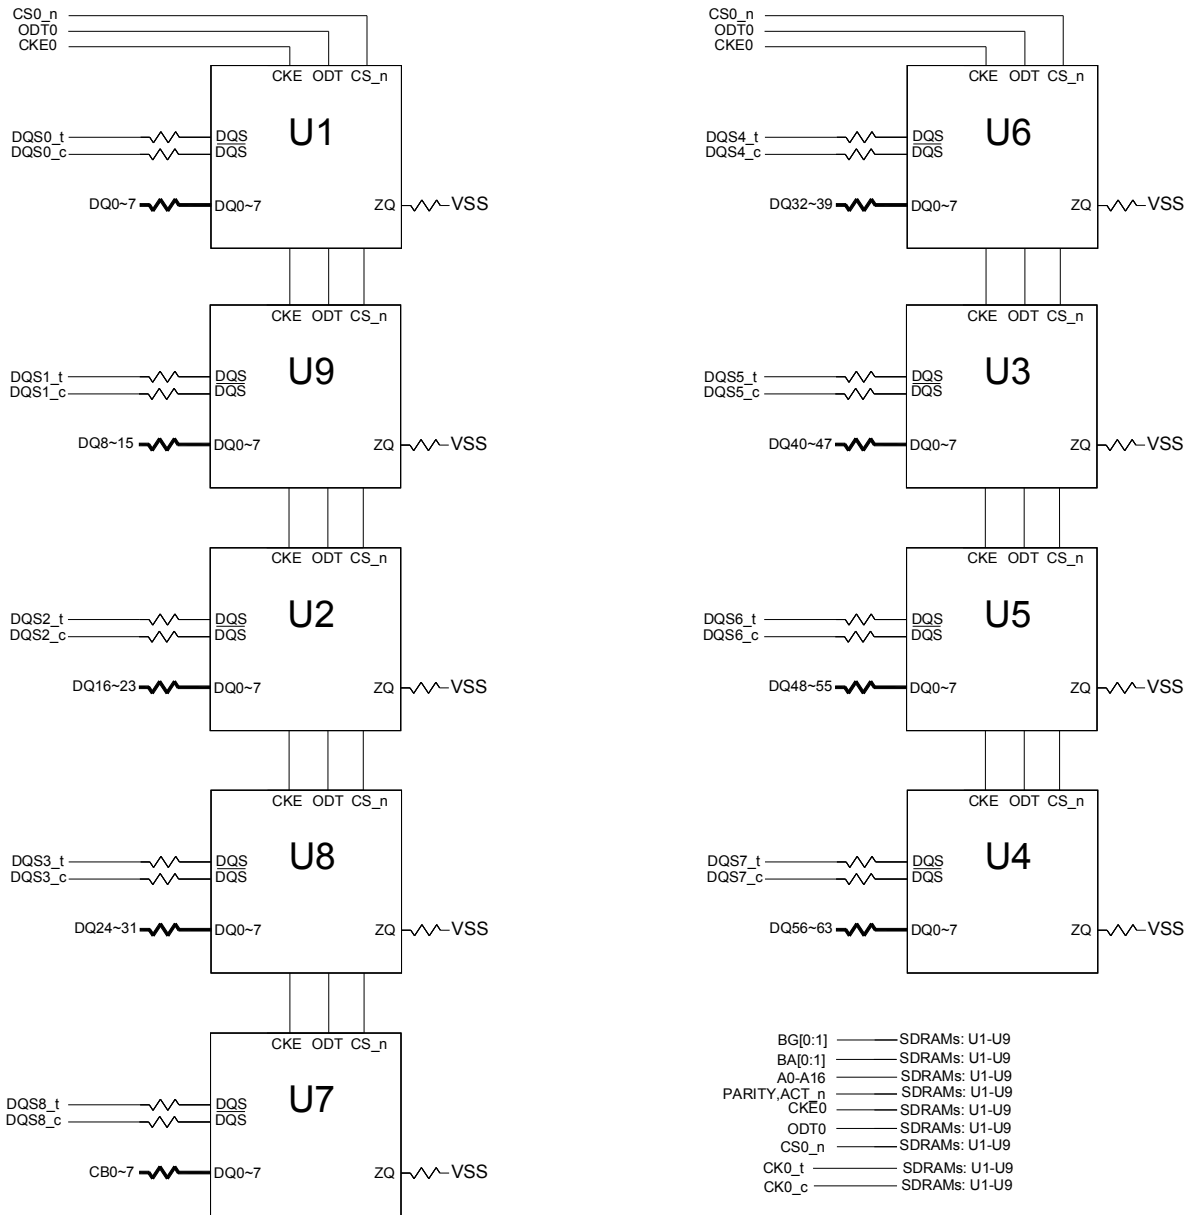 CS0_n
ODT0
CKE0
CKE ODT CS_n
U1
DQS0_t
DQS
DQS0_c
DQS
DQ0~7
DQ0~7
ZQ
VSS
CKE ODT CS_n
U9
DQS1_t
DQS
DQS1_c
DQS
DQ8~15
DQ0~7
ZQ
VSS
CKE ODT CS_n
U2
DQS2_t
DQS
DQS2_c
DQS
DQ16~23
DQ0~7
ZQ
VSS
CKE ODT CS_n
U8
DQS3_t
DQS
DQS3_c
DQS
DQ24~31
DQ0~7
ZQ
VSS
CKE ODT CS_n
U7
DQS8_t
DQS
DQS8_c
DQS
CB0~7
DQ0~7
ZQ
VSS
CS0_n
ODT0
CKE0
CKE ODT CS_n
U6
DQS4_t
DQS
DQS4_c
DQS
DQ32~39
DQ0~7
ZQ
VSS
CKE ODT CS_n
U3
DQS5_t
DQS
DQS5_c
DQS
DQ40~47
DQ0~7
ZQ
VSS
CKE ODT CS_n
U5
DQS6_t
DQS
DQS6_c
DQS
DQ48~55
DQ0~7
ZQ
VSS
CKE ODT CS_n
U4
DQS7_t
DQS
DQS7_c
DQS
DQ56~63
DQ0~7
ZQ
VSS
BG[0:1] SDRAMs: U1-U9
BA[0:1] SDRAMs: U1-U9
A0-A16 SDRAMs: U1-U9
PARITY,ACT_n SDRAMs: U1-U9
CKE0 SDRAMs: U1-U9
ODT0 SDRAMs: U1-U9
CS0_n SDRAMs: U1-U9
CK0_t SDRAMs: U1-U9
CK0_c SDRAMs: U1-U9